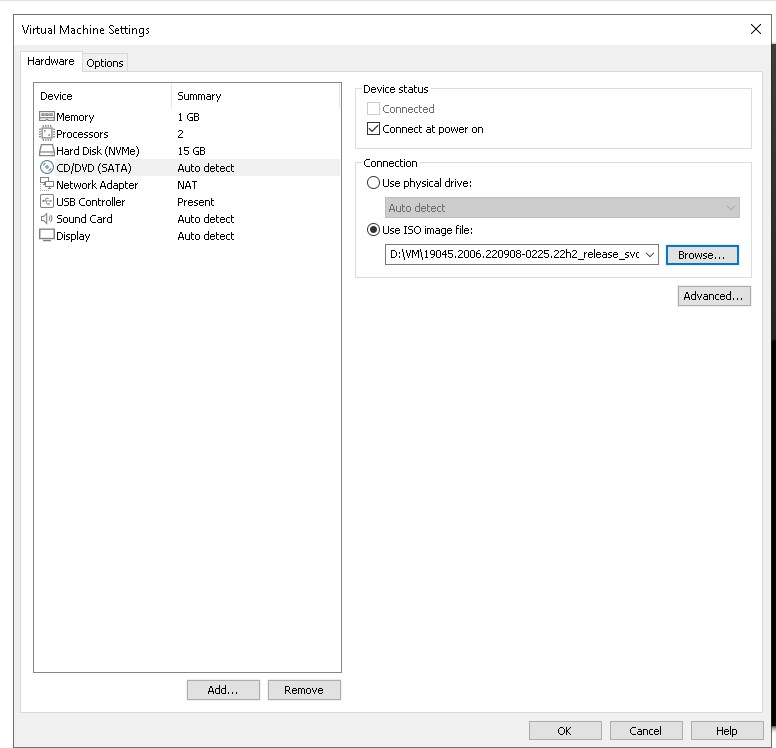 Virtual Machine Settings
Hardware Options
Device Summary
Memory 1 GB
Processors 2
Hard Disk (NVMe) 15 GB
CD/DVD (SATA) Auto detect
Network Adapter NAT
USB Controller Present
Sound Card Auto detect
Display Auto detect
Add... Remove
Device status
Connected
Connect at power on
Connection
Use physical drive:
Auto detect
Use ISO image file:
D:\VM\19045.2006.220908-0225.22h2_release_svc Browse...
Advanced...
OK Cancel Help